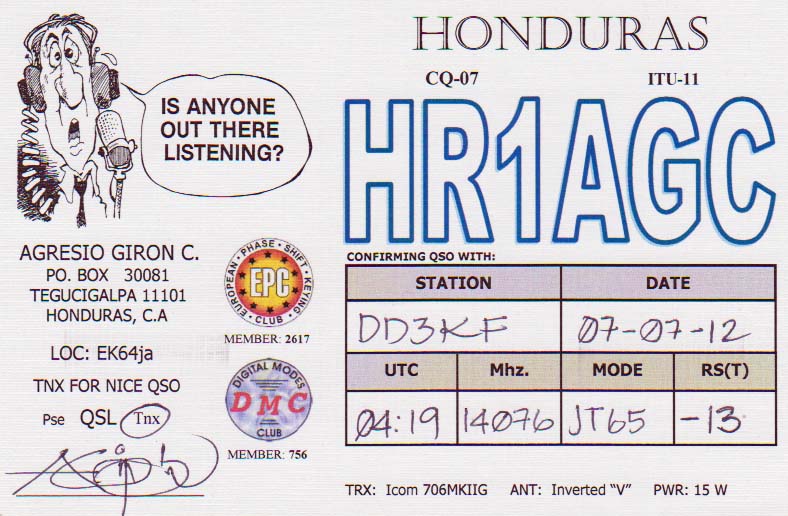 HONDURAS
CQ-07 ITU-11
HR1AGC
IS ANYONE
OUT THERE
LISTENING?
AGRESIO GIRON C.
PO. BOX 30081
TEGUCIGALPA 11101
HONDURAS, C.A
LOC: EK64ja
TNX FOR NICE QSO
Pse QSL Tnx
EUROPEAN • PHASE • SHIFT • KEYING • CLUB
EPC
MEMBER: 2617
DIGITAL MODES
DMC
CLUB
MEMBER: 756
CONFIRMING QSO WITH:
STATION DATE
DD3KF 07-07-12
UTC Mhz. MODE RS(T)
04:19 14076 JT65 -13
TRX: Icom 706MKIIG ANT: Inverted “V” PWR: 15 W